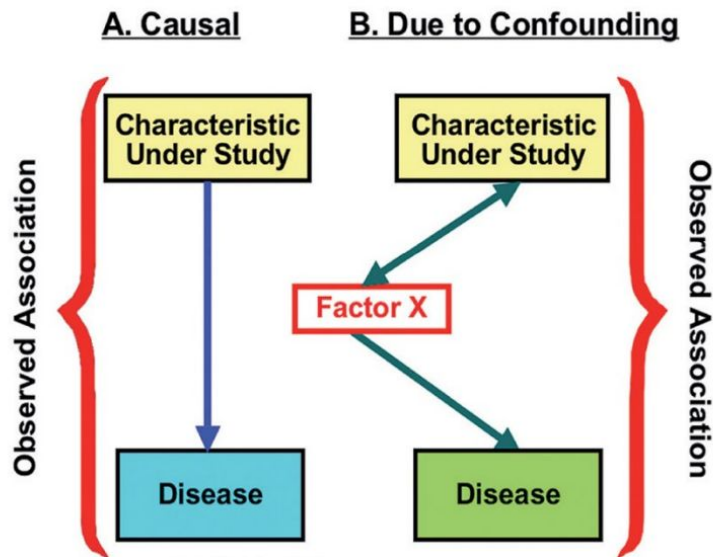 A. Causal
B. Due to Confounding
Observed Association
Characteristic
Under Study
Disease
Characteristic
Under Study
Factor X
Disease
Observed Association